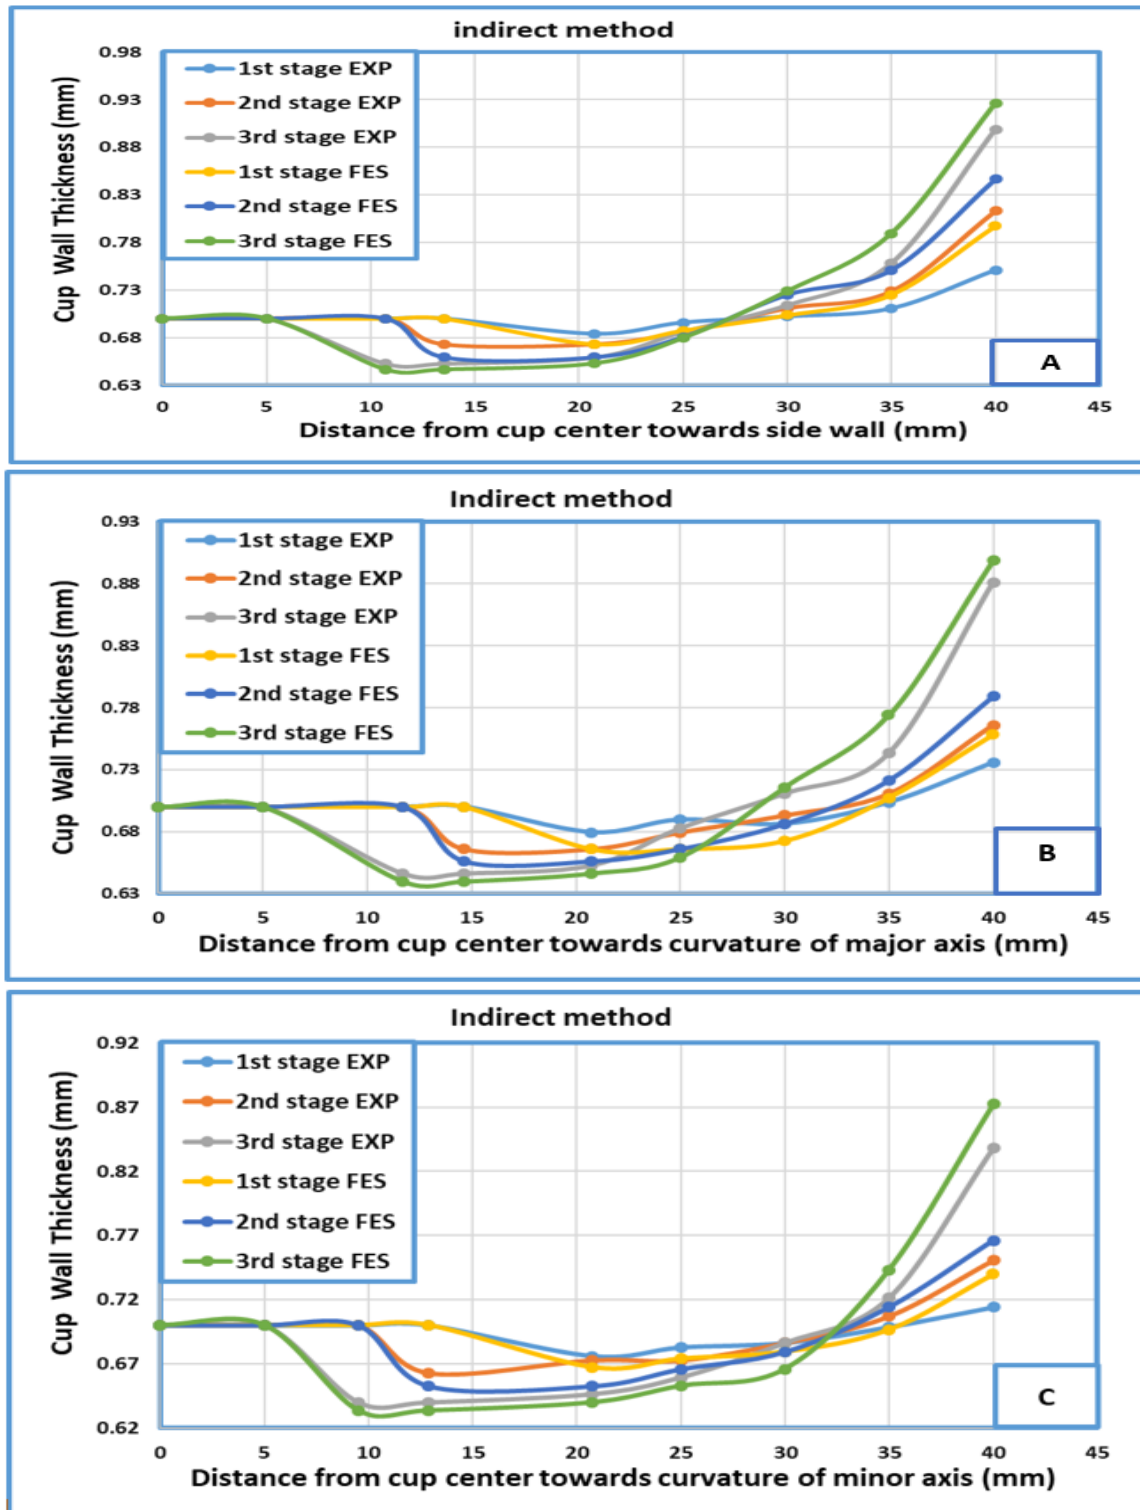 indirect method
Cup Wall Thickness (mm)
0.98
0.93
0.88
0.83
0.78
0.73
0.68
0.63
1st stage EXP
2nd stage EXP
3rd stage EXP
1st stage FES
2nd stage FES
3rd stage FES
A
0 5 10 15 20 25 30 35 40 45
Distance from cup center towards side wall (mm)
Indirect method
Cup Wall Thickness (mm)
0.93
0.88
0.83
0.78
0.73
0.68
0.63
1st stage EXP
2nd stage EXP
3rd stage EXP
1st stage FES
2nd stage FES
3rd stage FES
B
0 5 10 15 20 25 30 35 40 45
Distance from cup center towards curvature of major axis (mm)
Indirect method
Cup Wall Thickness (mm)
0.92
0.87
0.82
0.77
0.72
0.67
0.62
1st stage EXP
2nd stage EXP
3rd stage EXP
1st stage FES
2nd stage FES
3rd stage FES
C
0 5 10 15 20 25 30 35 40 45
Distance from cup center towards curvature of minor axis (mm)